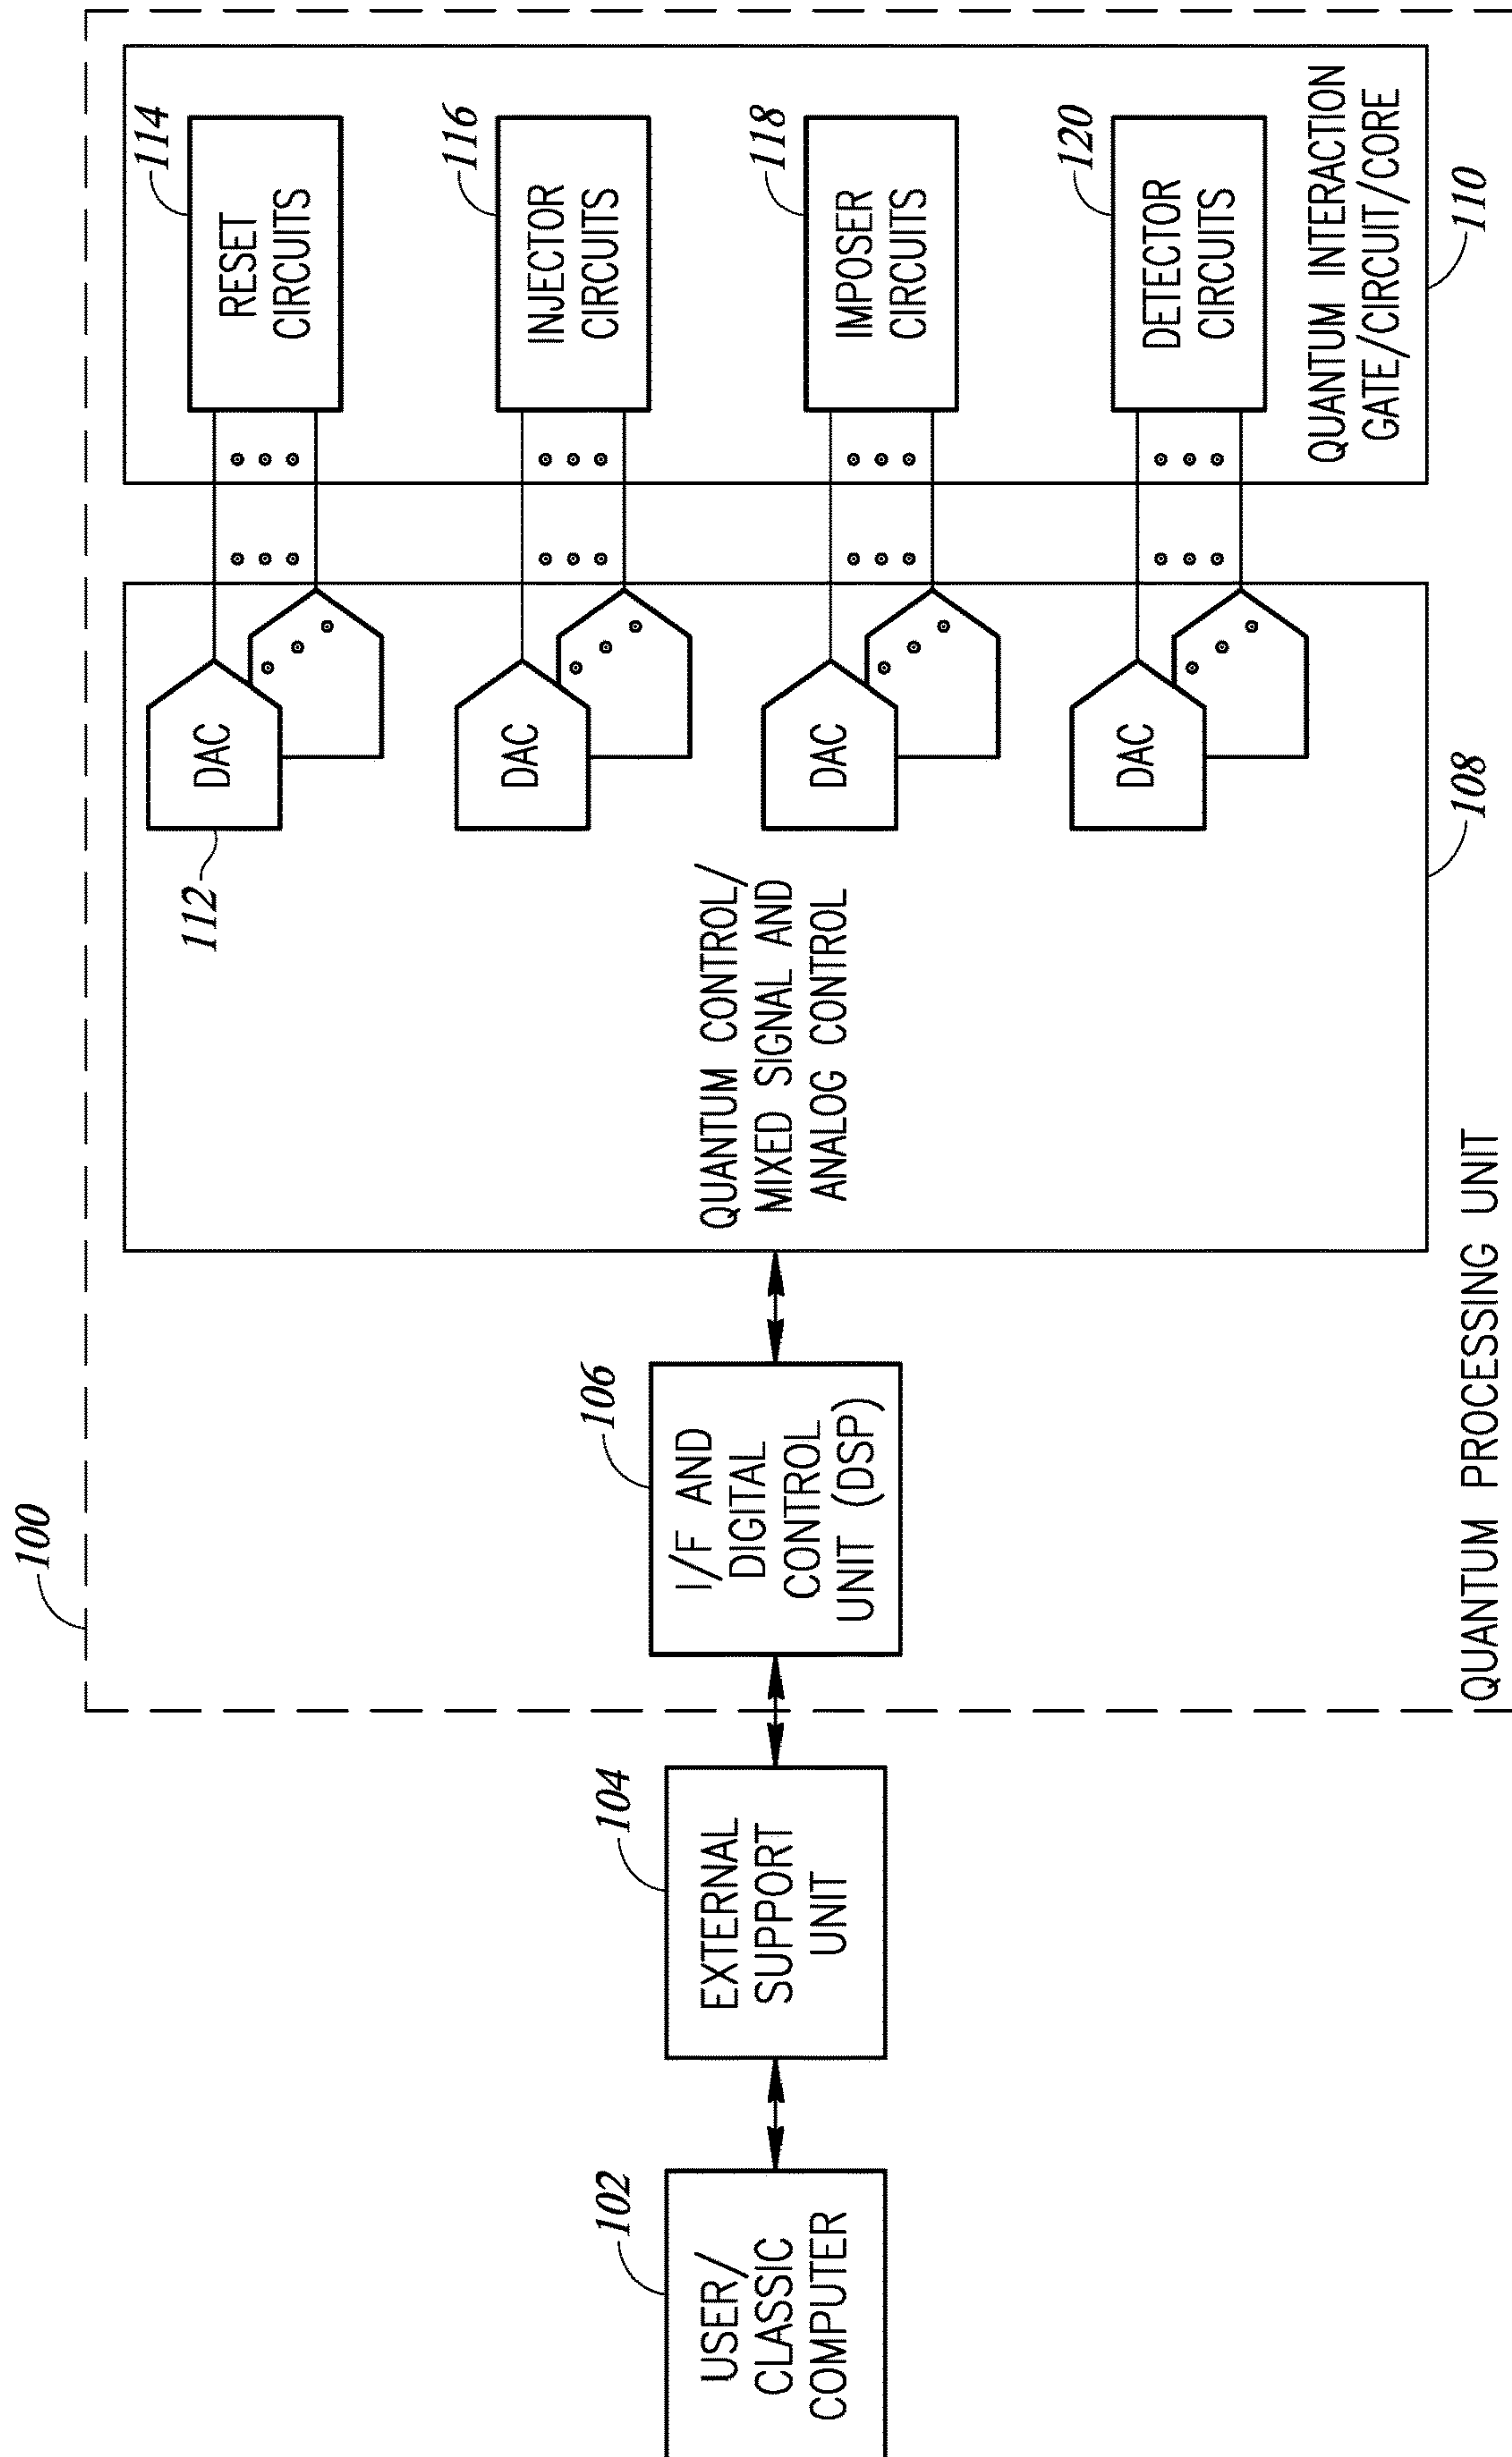 100
102
USER/
CLASSIC
COMPUTER
104
EXTERNAL
SUPPORT
UNIT
106
I/F AND
DIGITAL
CONTROL
UNIT (DSP)
QUANTUM CONTROL/
MIXED SIGNAL AND
ANALOG CONTROL
108
112
DAC
DAC
DAC
DAC
114
RESET
CIRCUITS
116
INJECTOR
CIRCUITS
118
IMPOSER
CIRCUITS
120
DETECTOR
CIRCUITS
QUANTUM INTERACTION
GATE/CIRCUIT/CORE
110
QUANTUM PROCESSING UNIT